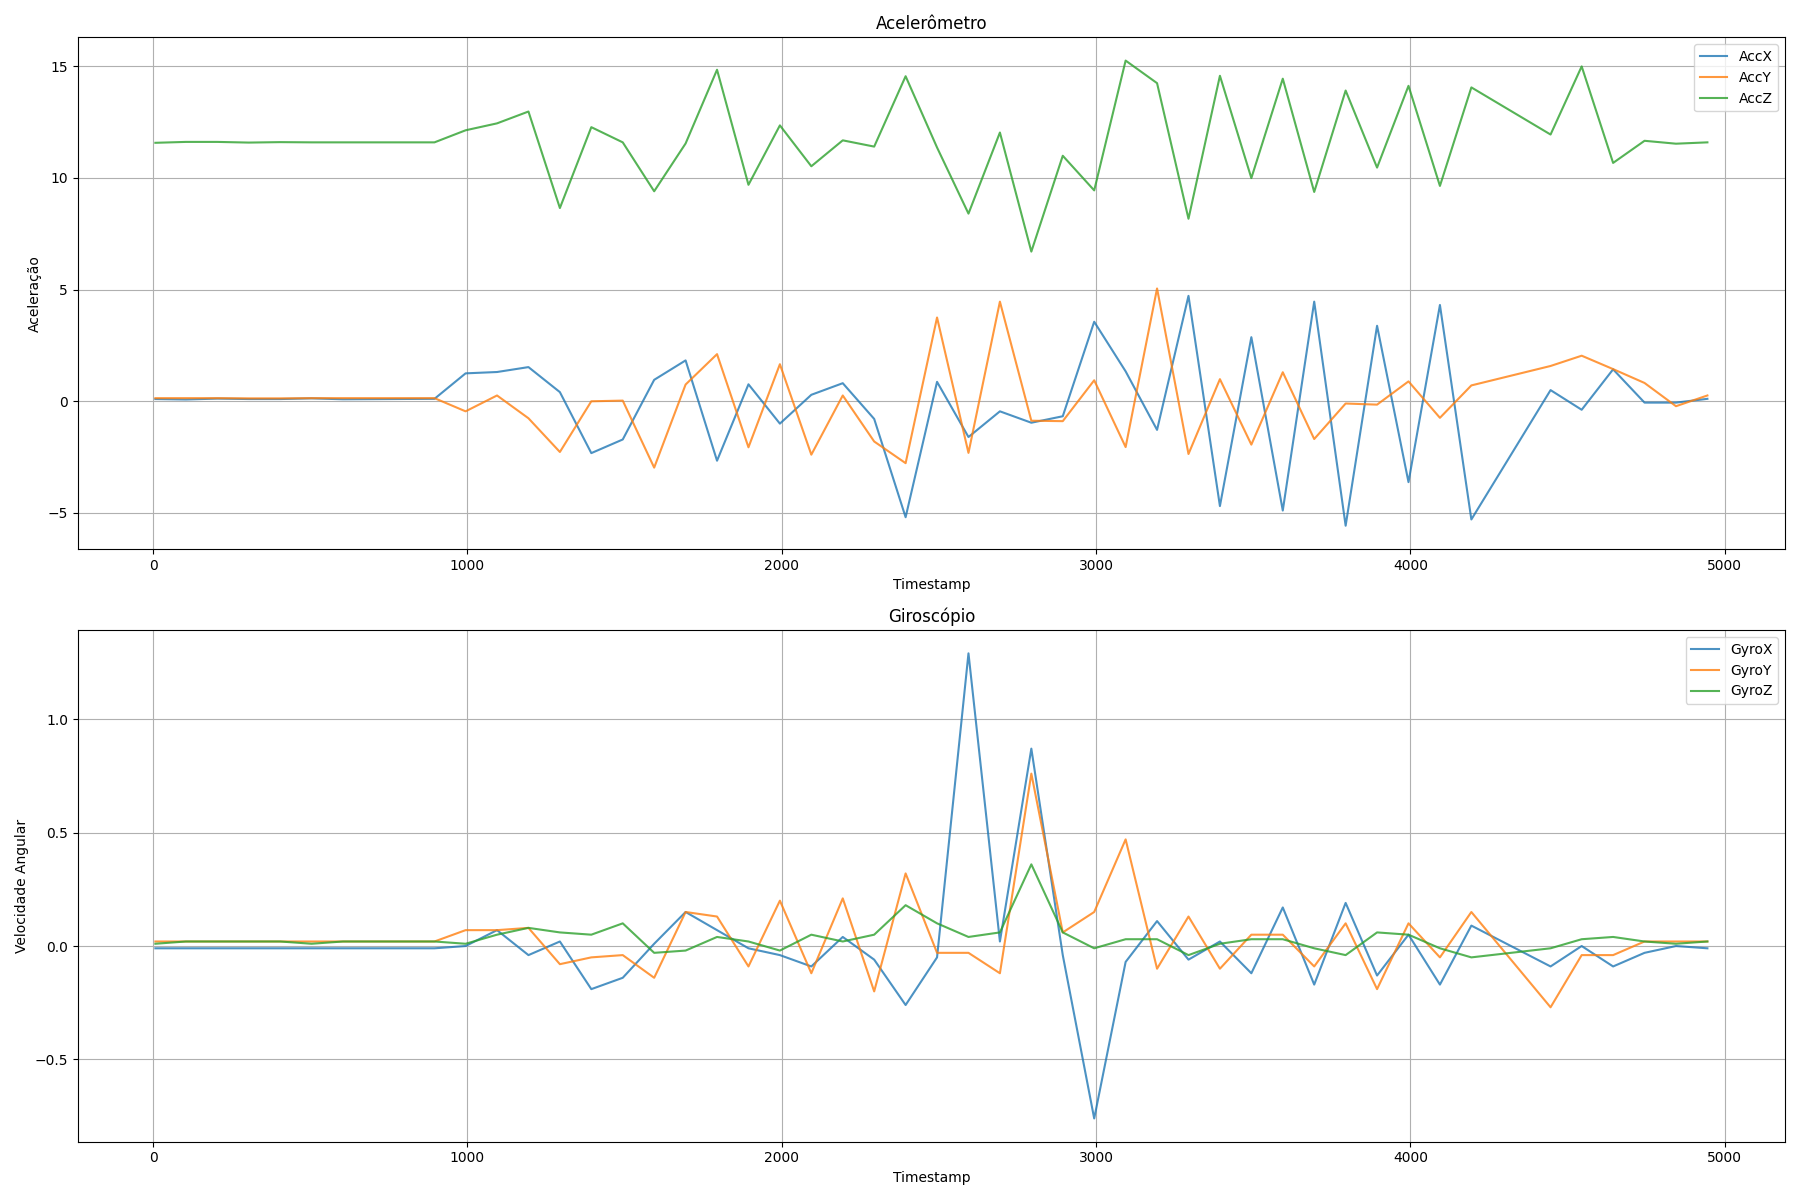 Acelerômetro
AccX
AccY
AccZ
Aceleração
15
10
5
0
−5
0 1000 2000 3000 4000 5000
Timestamp
Giroscópio
GyroX
GyroY
GyroZ
Velocidade Angular
1.0
0.5
0.0
−0.5
0 1000 2000 3000 4000 5000
Timestamp